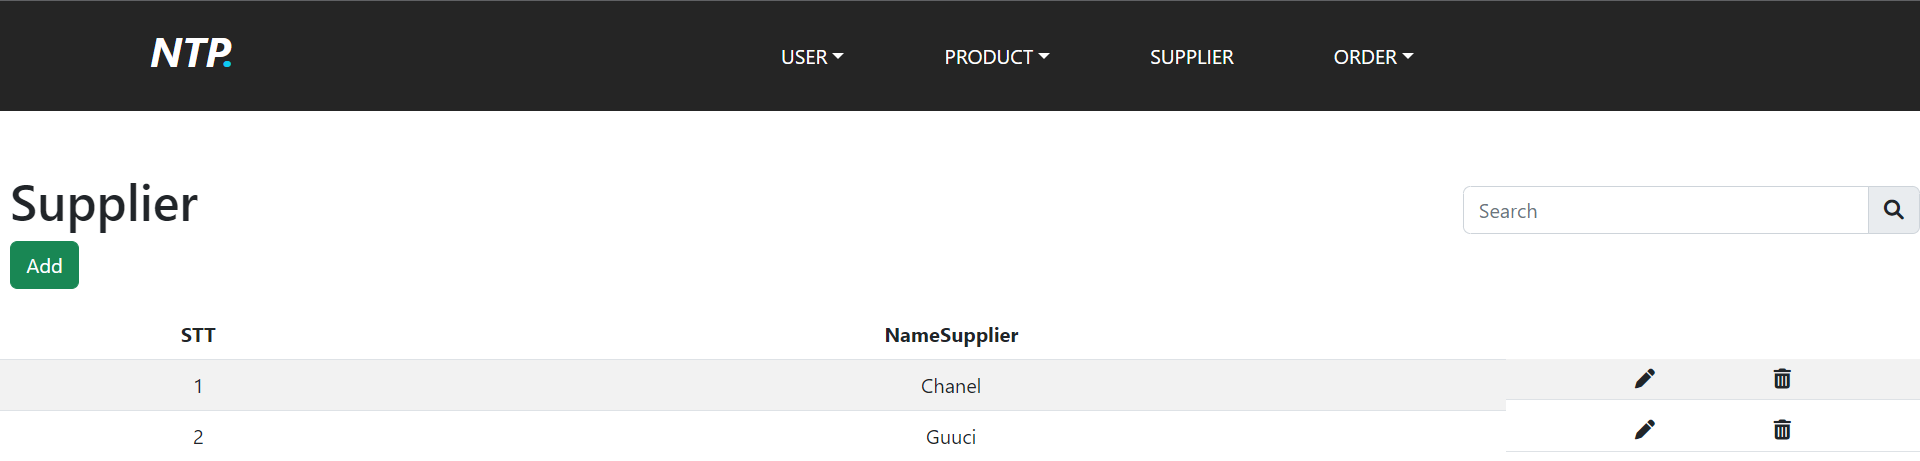 NTP.
USER PRODUCT SUPPLIER ORDER
Supplier
Search
Add
STT NameSupplier
1 Chanel
2 Guuci